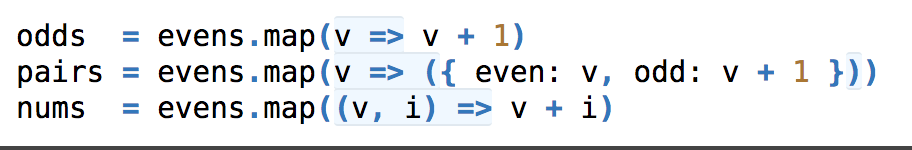 odds  = evens.map(v => v + 1)
pairs = evens.map(v => ({ even: v, odd: v + 1 }))
nums  = evens.map((v, i) => v + i)